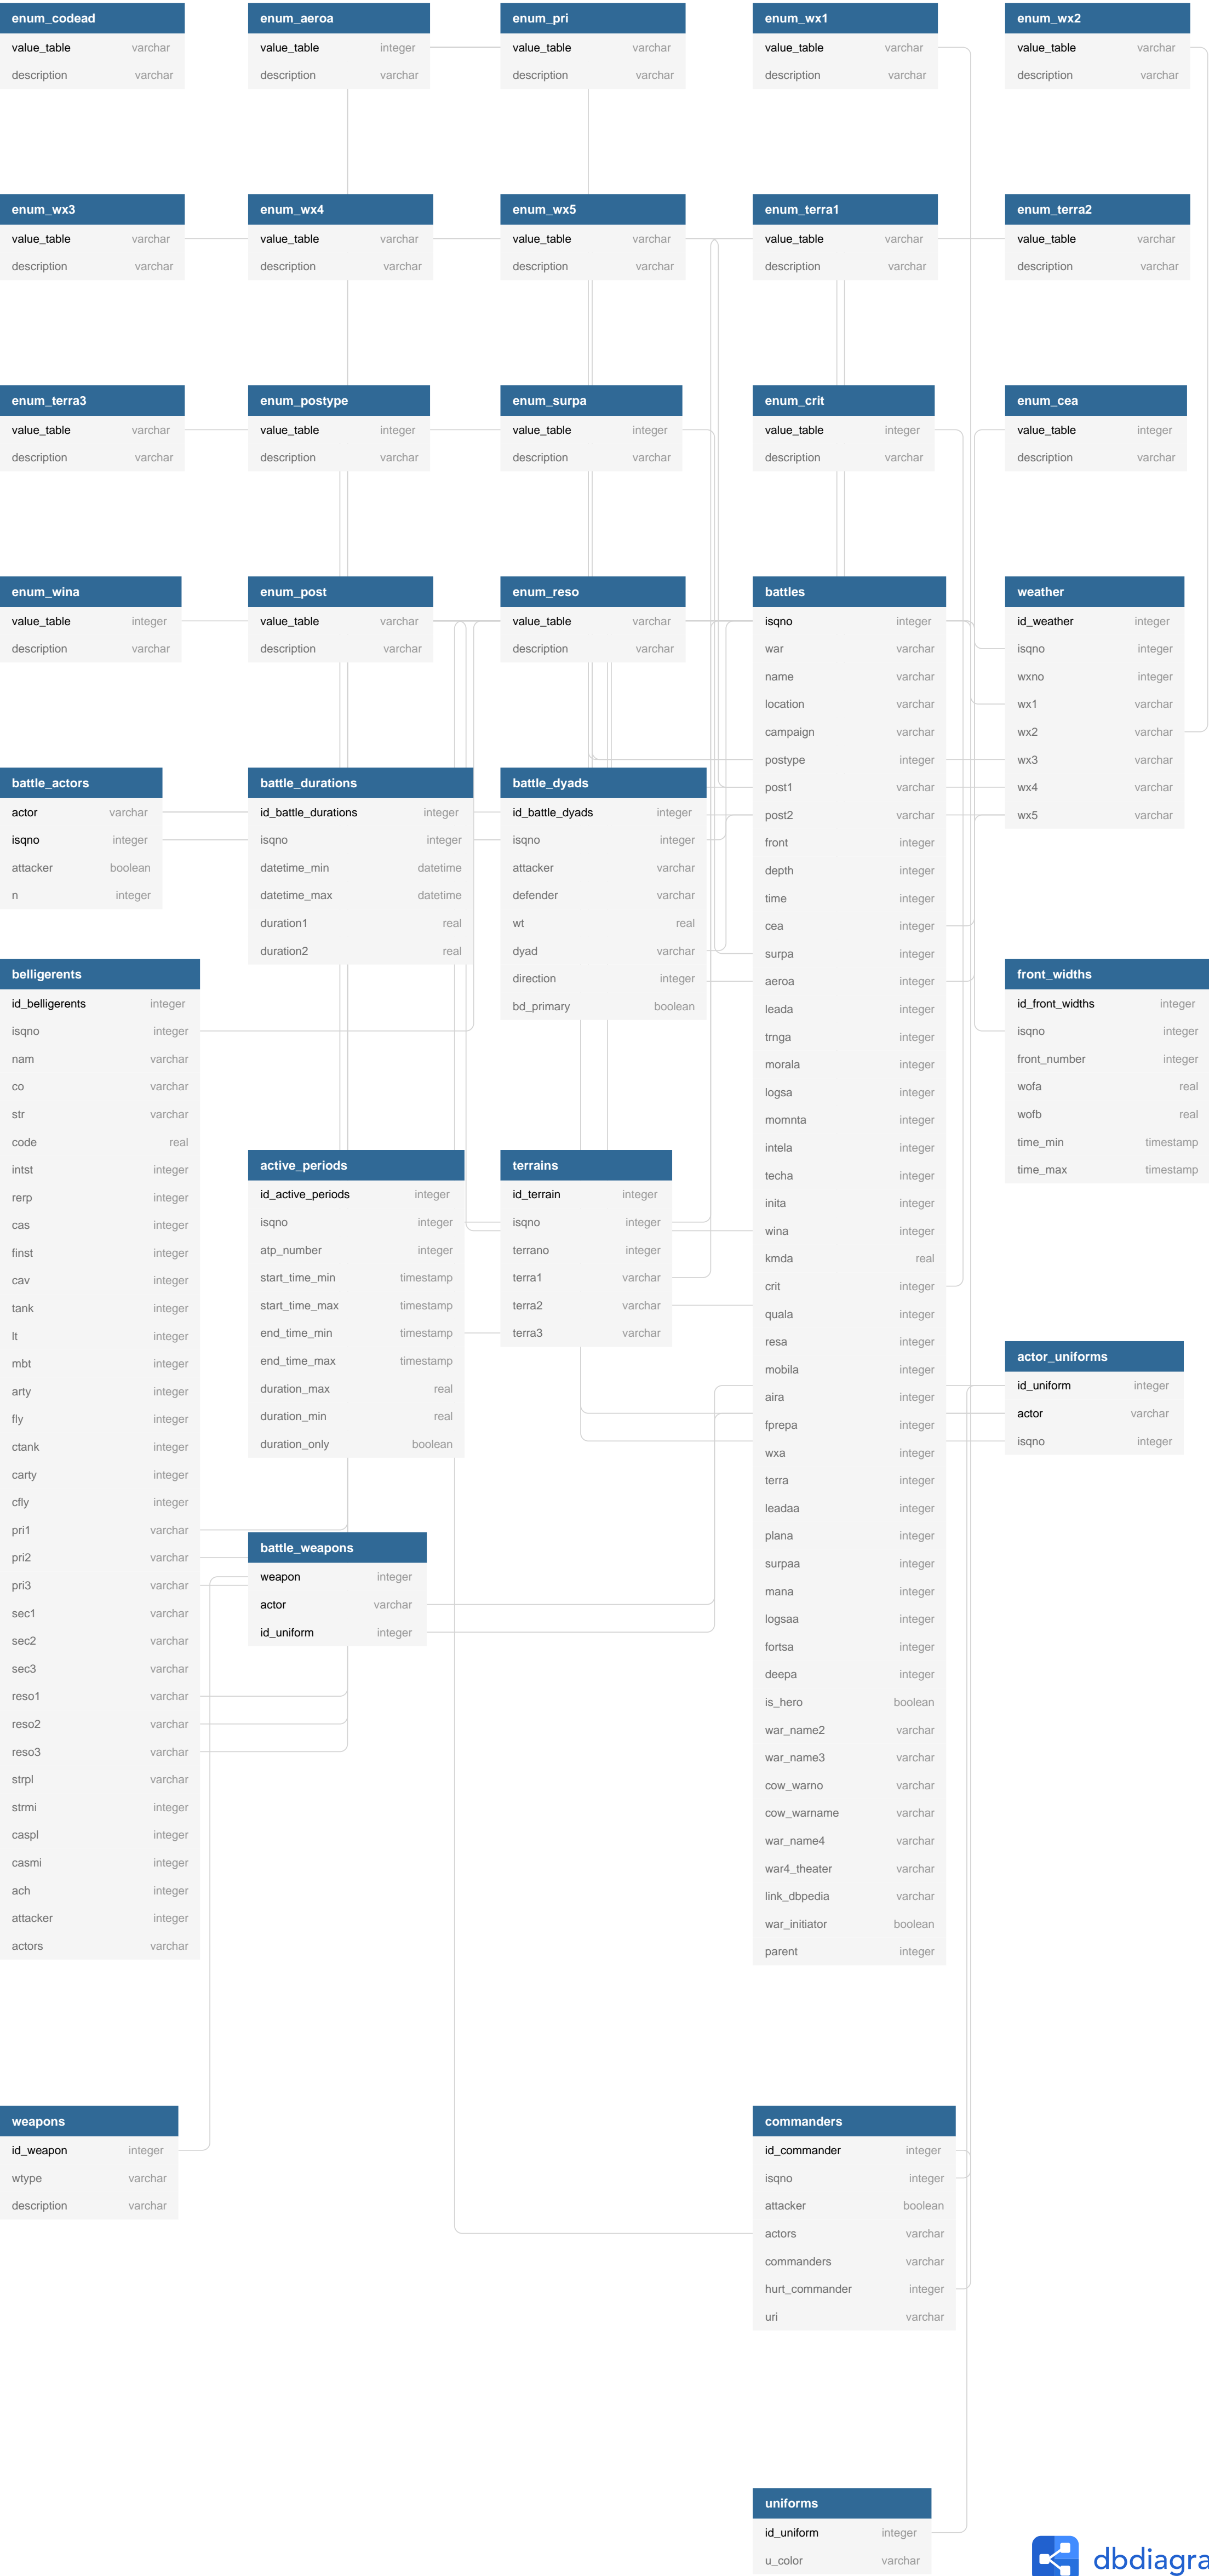 enum_codead
value_table varchar
description varchar
enum_aeroa
value_table integer
description varchar
enum_pri
value_table varchar
description varchar
enum_wx1
value_table varchar
description varchar
enum_wx2
value_table varchar
description varchar
enum_wx3
value_table varchar
description varchar
enum_wx4
value_table varchar
description varchar
enum_wx5
value_table varchar
description varchar
enum_terra1
value_table varchar
description varchar
enum_terra2
value_table varchar
description varchar
enum_terra3
value_table varchar
description varchar
enum_postype
value_table integer
description varchar
enum_surpa
value_table integer
description varchar
enum_crit
value_table integer
description varchar
enum_cea
value_table integer
description varchar
enum_wina
value_table integer
description varchar
enum_post
value_table varchar
description varchar
enum_reso
value_table varchar
description varchar
battles
isqno integer
war varchar
name varchar
location varchar
campaign varchar
postype integer
post1 varchar
post2 varchar
front integer
depth integer
time integer
cea integer
surpa integer
aeroa integer
leada integer
trnga integer
morala integer
logsa integer
momnta integer
intela integer
techa integer
inita integer
wina integer
kmda real
crit integer
quala integer
resa integer
mobila integer
aira integer
fprepa integer
wxa integer
terra integer
leadaa integer
plana integer
surpaa integer
mana integer
logsaa integer
fortsa integer
deepa integer
is_hero boolean
war_name2 varchar
war_name3 varchar
cow_warno varchar
cow_warname varchar
war_name4 varchar
war4_theater varchar
link_dbpedia varchar
war_initiator boolean
parent integer
weather
id_weather integer
isqno integer
wxno integer
wx1 varchar
wx2 varchar
wx3 varchar
wx4 varchar
wx5 varchar
battle_actors
actor varchar
isqno integer
attacker boolean
n integer
battle_durations
id_battle_durations integer
isqno integer
datetime_min datetime
datetime_max datetime
duration1 real
duration2 real
battle_dyads
id_battle_dyads integer
isqno integer
attacker varchar
defender varchar
wt real
dyad varchar
direction integer
bd_primary boolean
belligerents
id_belligerents integer
isqno integer
nam varchar
co varchar
str varchar
code real
intst integer
rerp integer
cas integer
finst integer
cav integer
tank integer
lt integer
mbt integer
arty integer
fly integer
ctank integer
carty integer
cfly integer
pri1 varchar
pri2 varchar
pri3 varchar
sec1 varchar
sec2 varchar
sec3 varchar
reso1 varchar
reso2 varchar
reso3 varchar
strpl varchar
strmi integer
caspl integer
casmi integer
ach integer
attacker integer
actors varchar
front_widths
id_front_widths integer
isqno integer
front_number integer
wofa real
wofb real
time_min timestamp
time_max timestamp
active_periods
id_active_periods integer
isqno integer
atp_number integer
start_time_min timestamp
start_time_max timestamp
end_time_min timestamp
end_time_max timestamp
duration_max real
duration_min real
duration_only boolean
terrains
id_terrain integer
isqno integer
terrano integer
terra1 varchar
terra2 varchar
terra3 varchar
actor_uniforms
id_uniform integer
actor varchar
isqno integer
battle_weapons
weapon integer
actor varchar
id_uniform integer
weapons
id_weapon integer
wtype varchar
description varchar
commanders
id_commander integer
isqno integer
attacker boolean
actors varchar
commanders varchar
hurt_commander integer
uri varchar
uniforms
id_uniform integer
u_color varchar
dbdiagra